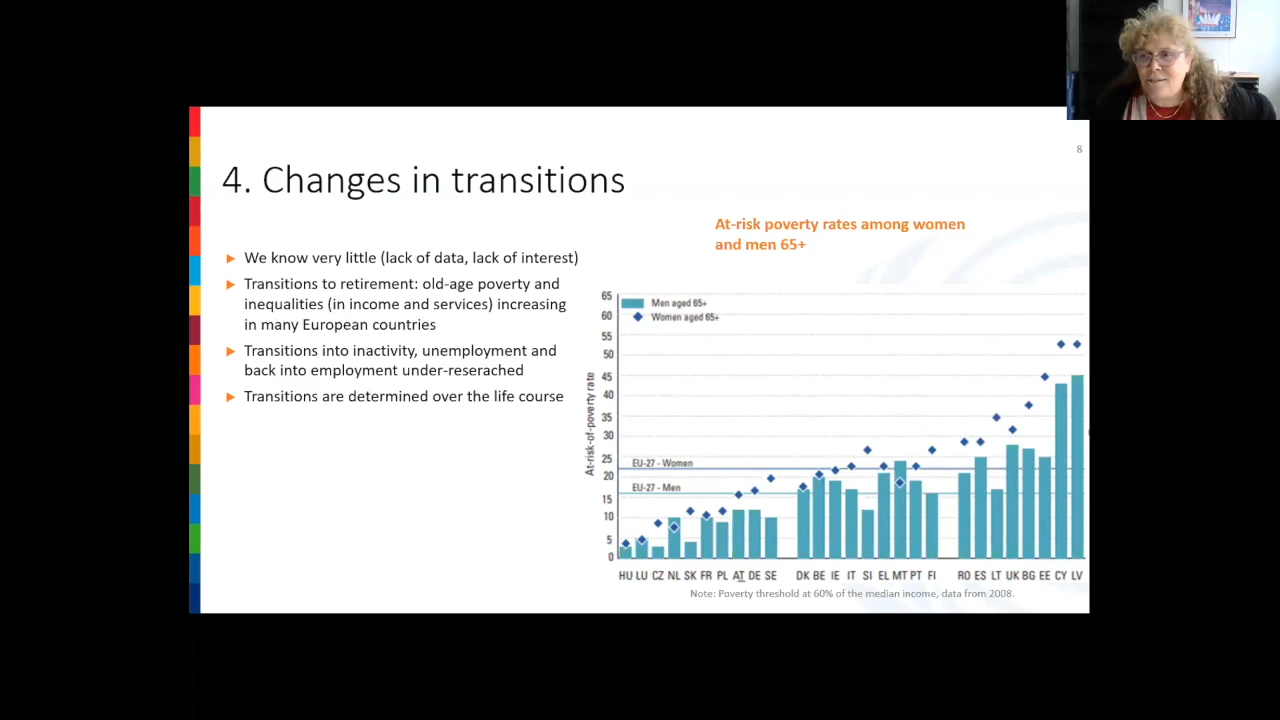 8
4. Changes in transitions
At-risk poverty rates among women
and men 65+
We know very little (lack of data, lack of interest)
Transitions to retirement: old-age poverty and
inequalities (in income and services) increasing
in many European countries
Transitions into inactivity, unemployment and
back into employment under-reserached
Transitions are determined over the life course
At-risk-of-poverty rate
65
60
55
50
45
40
35
30
25
20
15
10
5
0
Men aged 65+
Women aged 65+
EU-27 - Women
EU-27 - Men
HU LU CZ NL SK FR PL AT DE SE DK BE IE IT SI EL MT PT FI RO ES LT UK BG EE CY LV
Note: Poverty threshold at 60% of the median income, data from 2008.